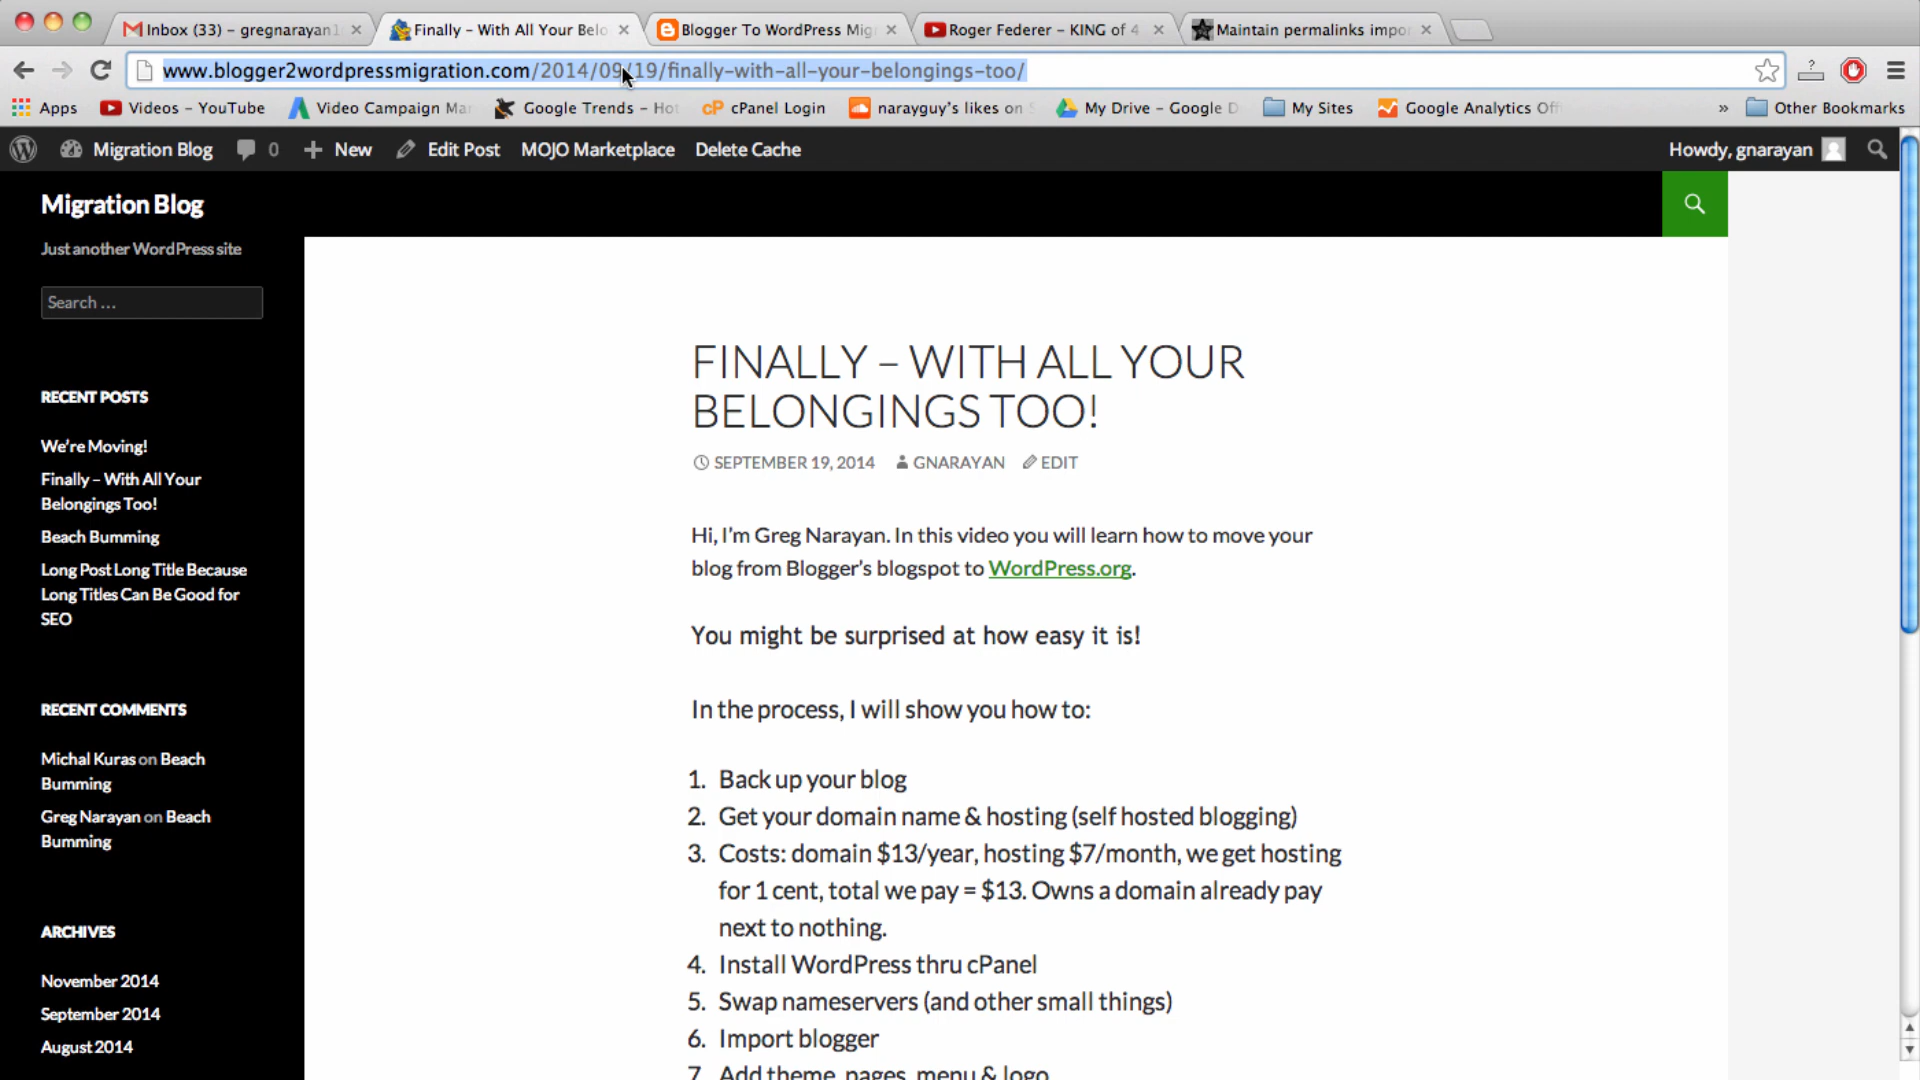 Inbox (33) – gregnarayan1
Finally – With All Your Belo
Blogger To WordPress Mig
Roger Federer – KING of 4
Maintain permalinks impo
www.blogger2wordpressmigration.com/2014/09/19/finally-with-all-your-belongings-too/
Apps
Videos – YouTube
Video Campaign Ma
Google Trends – Hot
cPanel Login
narayguy's likes on
My Drive – Google D
My Sites
Google Analytics Off
» Other Bookmarks
Migration Blog
0
+ New
Edit Post
MOJO Marketplace
Delete Cache
Howdy, gnarayan
Migration Blog
Just another WordPress site
Search …
RECENT POSTS
We're Moving!
Finally – With All Your
Belongings Too!
Beach Bumming
Long Post Long Title Because
Long Titles Can Be Good for
SEO
RECENT COMMENTS
Michal Kuras on Beach
Bumming
Greg Narayan on Beach
Bumming
ARCHIVES
November 2014
September 2014
August 2014
FINALLY – WITH ALL YOUR
BELONGINGS TOO!
SEPTEMBER 19, 2014 GNARAYAN EDIT
Hi, I'm Greg Narayan. In this video you will learn how to move your
blog from Blogger's blogspot to WordPress.org.
You might be surprised at how easy it is!
In the process, I will show you how to:
1. Back up your blog
2. Get your domain name & hosting (self hosted blogging)
3. Costs: domain $13/year, hosting $7/month, we get hosting
for 1 cent, total we pay = $13. Owns a domain already pay
next to nothing.
4. Install WordPress thru cPanel
5. Swap nameservers (and other small things)
6. Import blogger
7. Add theme, pages, menu & logo